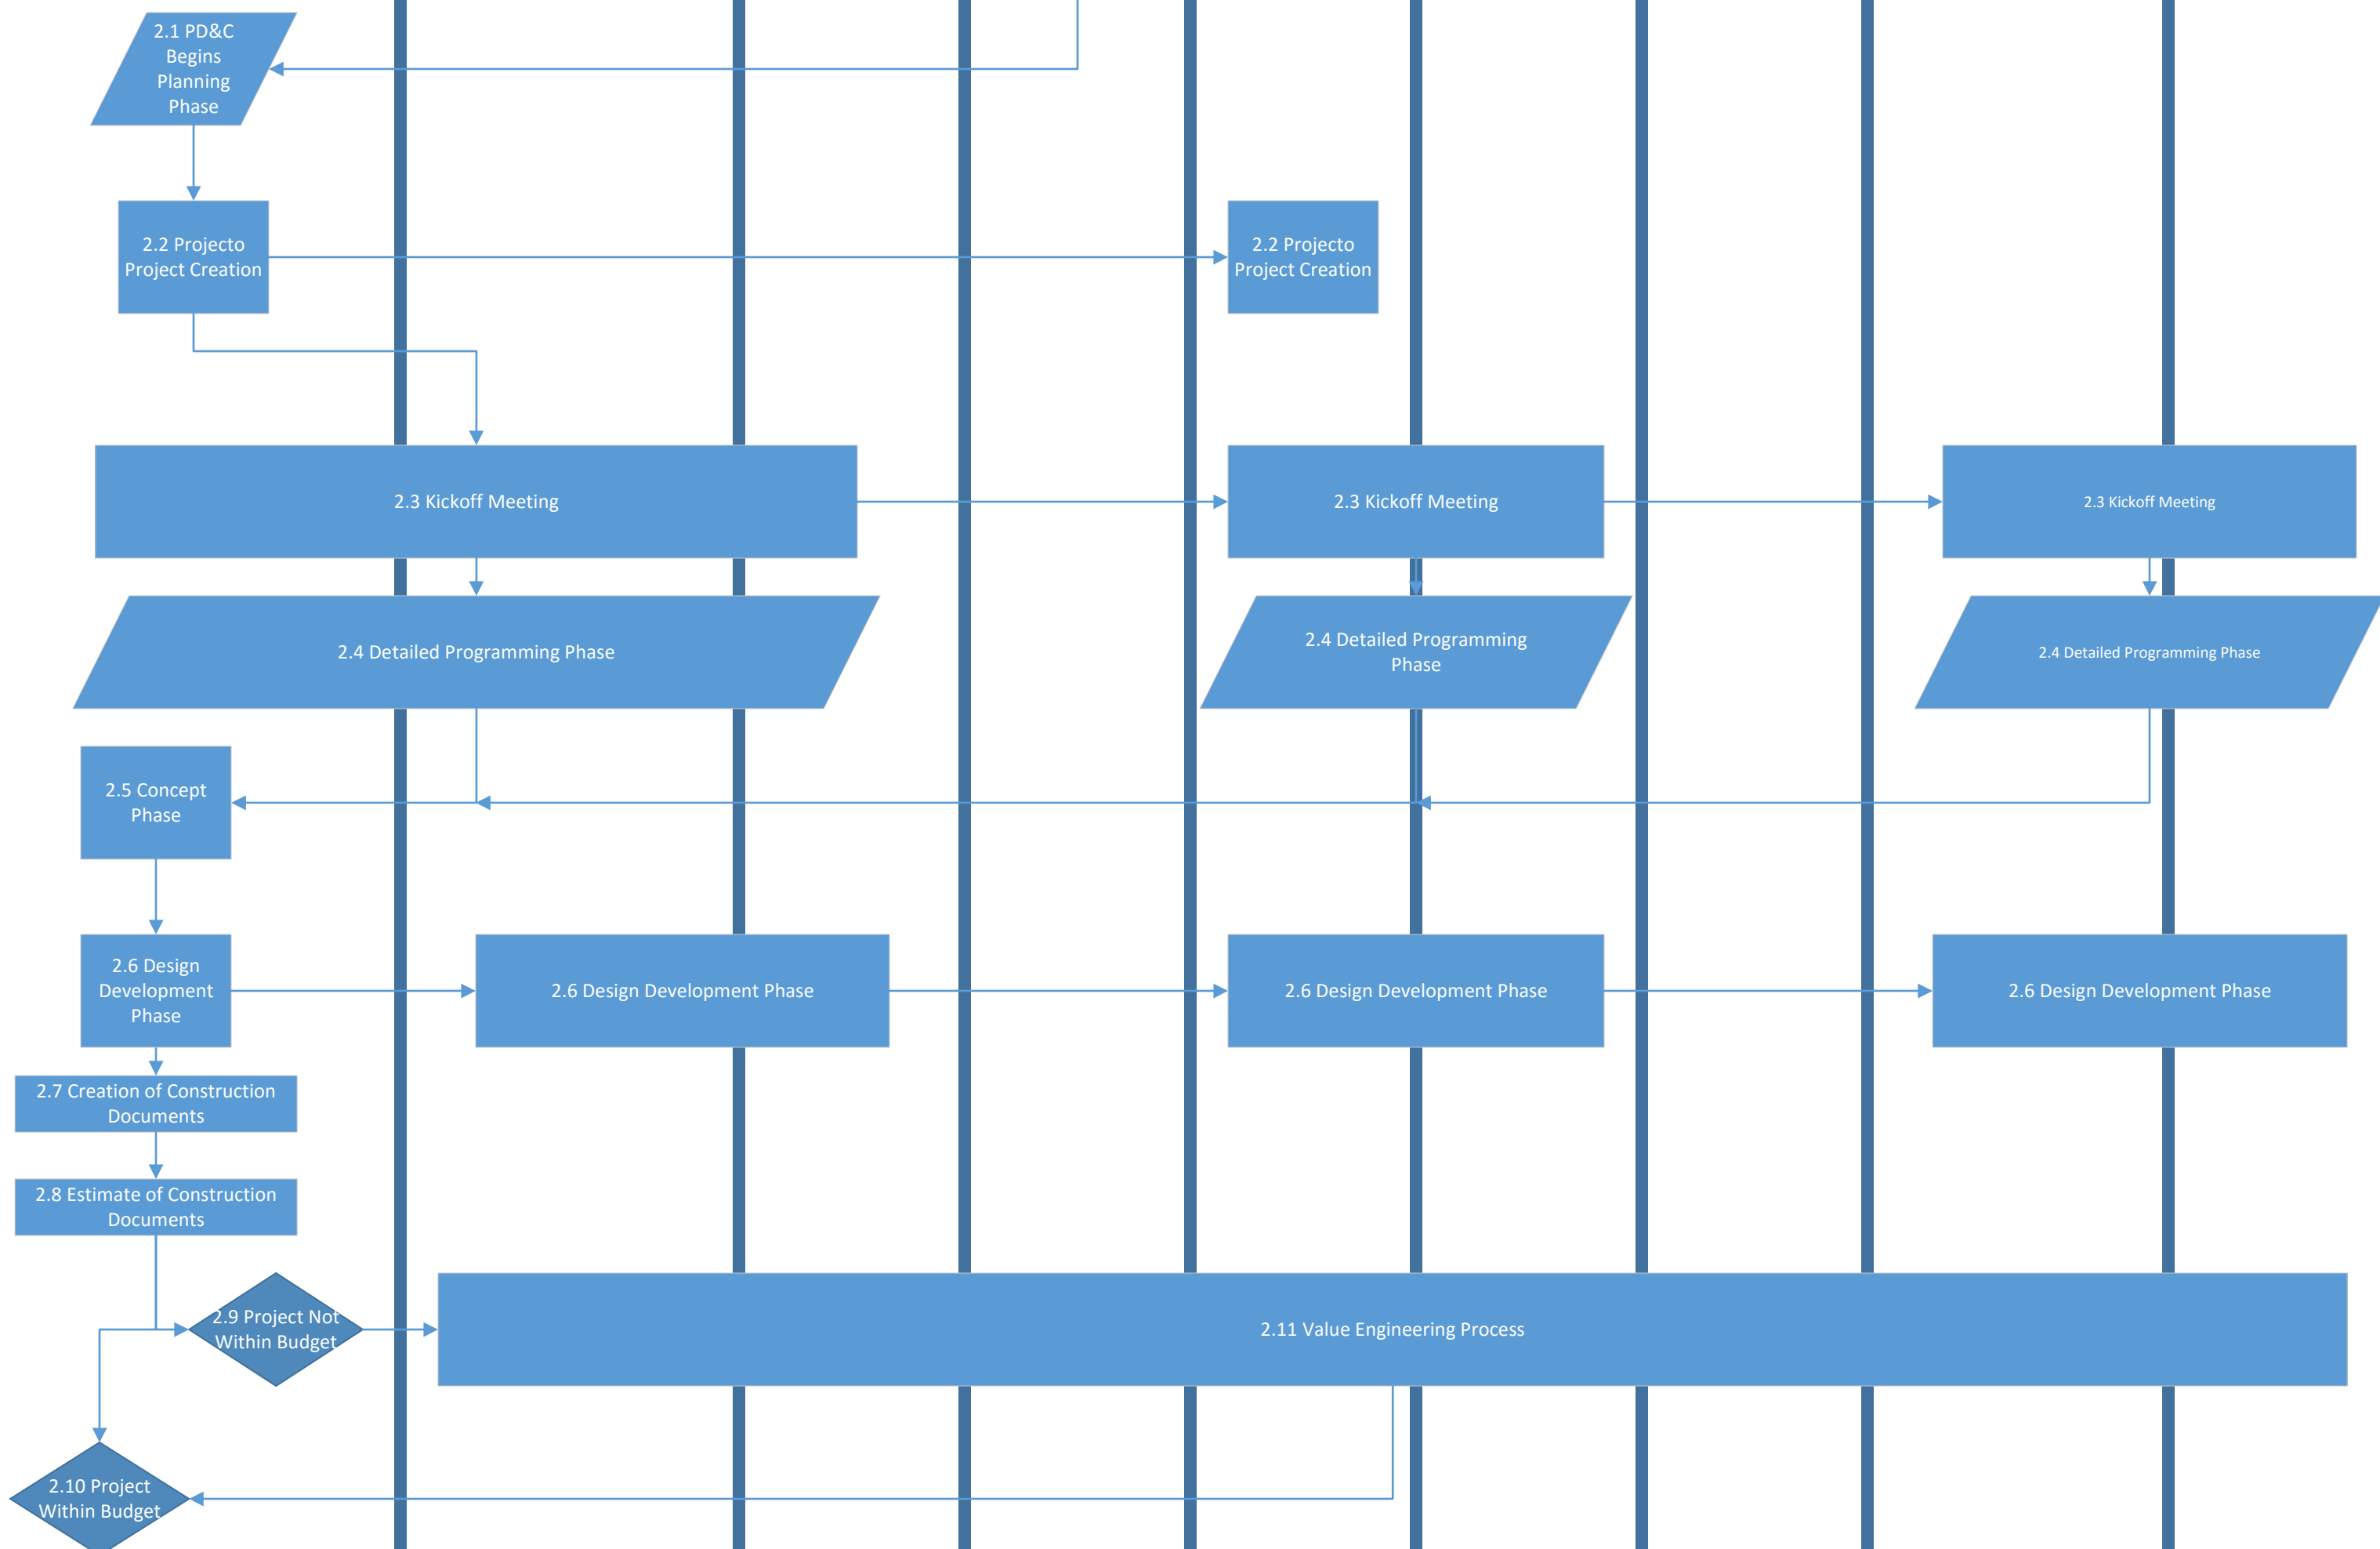 2.1 PD&C
Begins
Planning
Phase
2.2 Projecto
Project Creation
2.2 Projecto
Project Creation
2.3 Kickoff Meeting
2.3 Kickoff Meeting
2.3 Kickoff Meeting
2.4 Detailed Programming Phase
2.4 Detailed Programming
Phase
2.4 Detailed Programming Phase
2.5 Concept
Phase
2.6 Design
Development
Phase
2.6 Design Development Phase
2.6 Design Development Phase
2.6 Design Development Phase
2.7 Creation of Construction
Documents
2.8 Estimate of Construction
Documents
2.9 Project Not
Within Budget
2.11 Value Engineering Process
2.10 Project
Within Budget